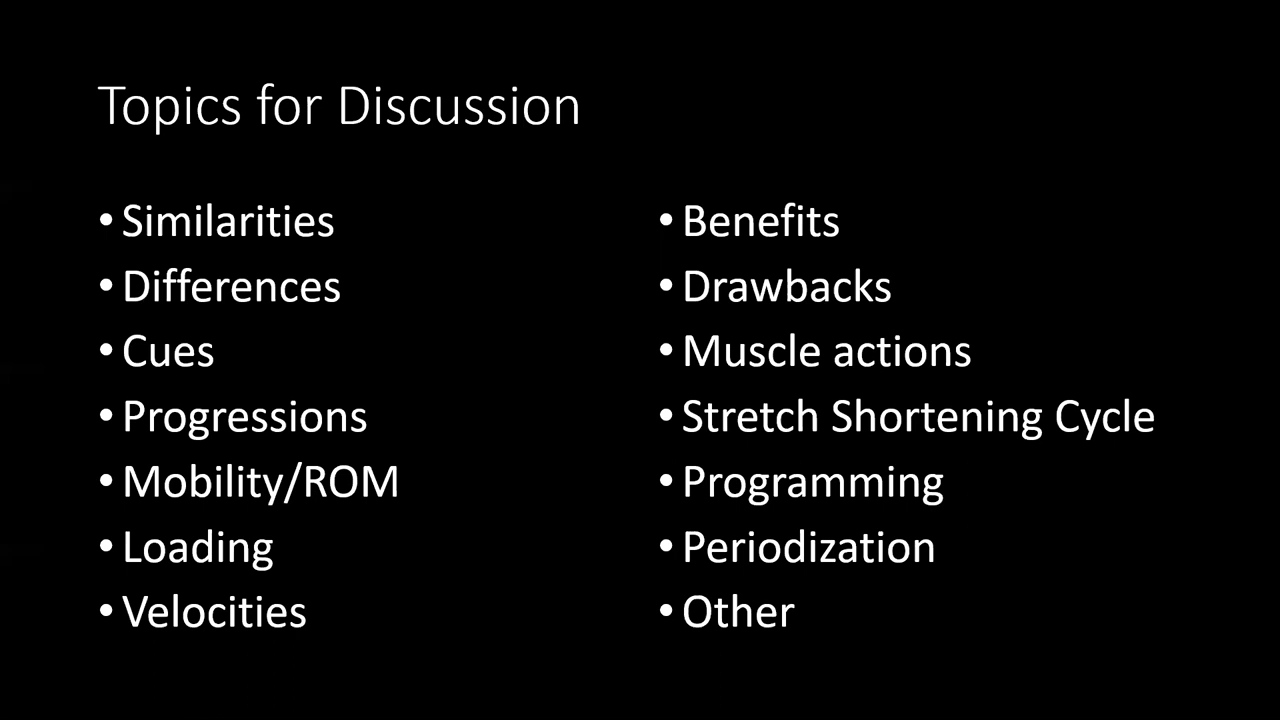 Topics for Discussion
• Similarities
• Differences
• Cues
• Progressions
• Mobility/ROM
• Loading
• Velocities
• Benefits
• Drawbacks
• Muscle actions
• Stretch Shortening Cycle
• Programming
• Periodization
• Other